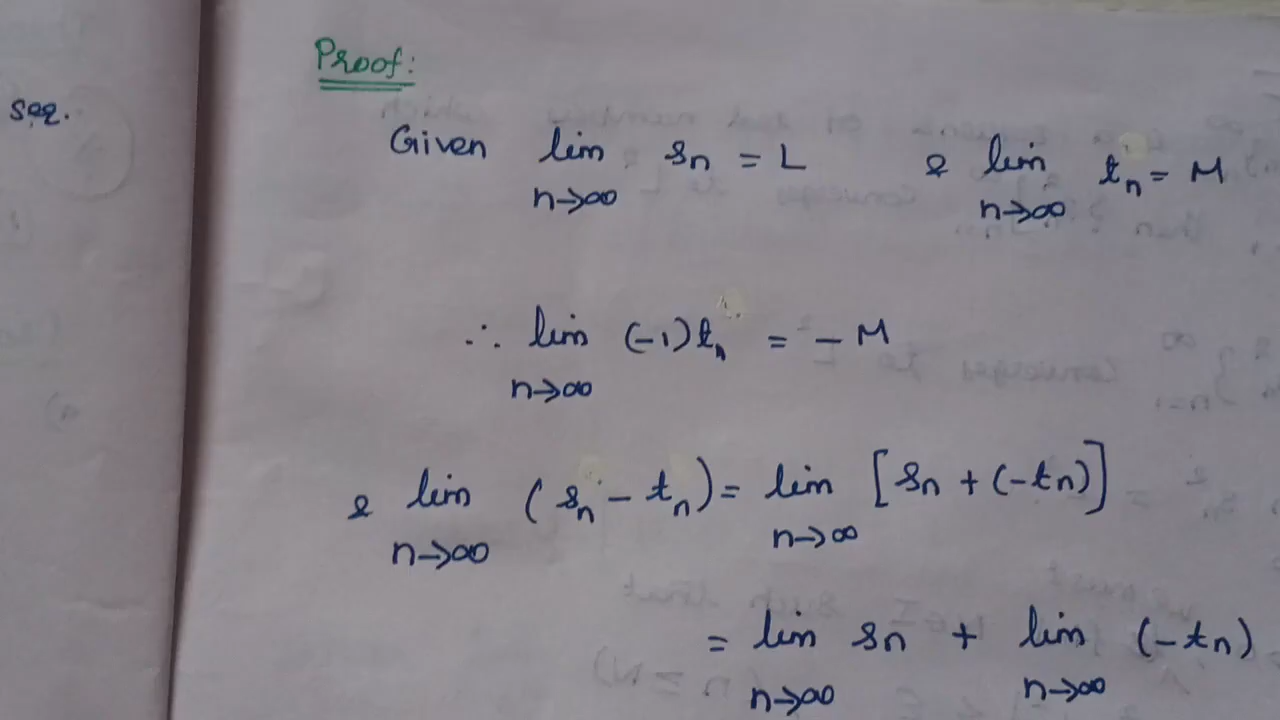 seq.
Proof:
Given lim sn = L & lim tn = M
n→∞ n→∞
∴ lim (-1)tn = - M
n→∞
& lim (sn - tn) = lim [sn + (-tn)]
n→∞ n→∞
= lim sn + lim (-tn)
n→∞ n→∞